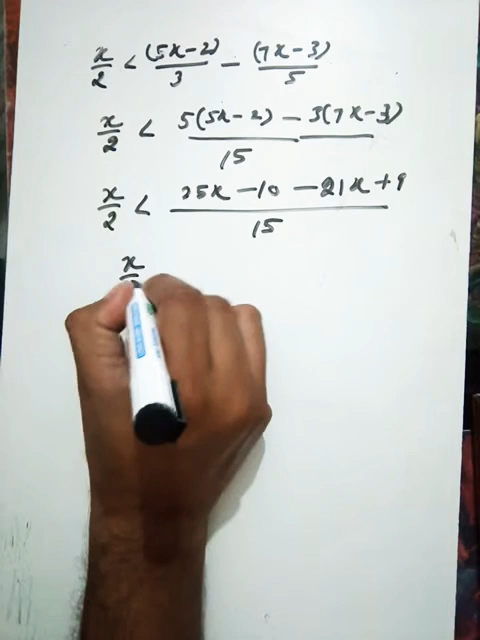 x/2 < (5x-2)/3 - (7x-3)/5
x/2 < 5(5x-2) - 3(7x-3)/15
x/2 < 25x-10-21x+9/15
x